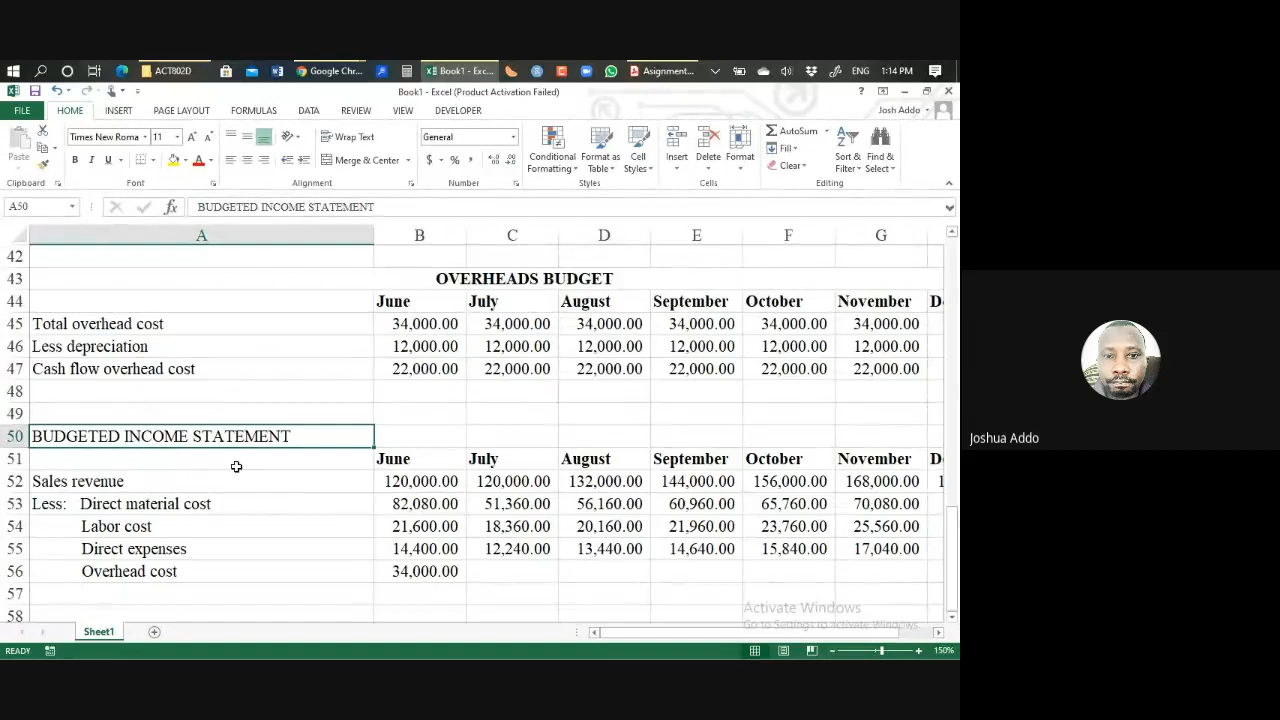 ACT802D
Google Chr...
Book1 - Exc...
Asignment...
ENG 1:14 PM
Book1 - Excel (Product Activation Failed)
FILE HOME INSERT PAGE LAYOUT FORMULAS DATA REVIEW VIEW DEVELOPER Josh Addo
Times New Roma 11 Wrap Text General AutoSum
Paste Conditional Format as Cell Insert Delete Format Fill Sort & Find &
B I U Merge & Center $ % Formatting Table Styles Clear Filter Select
Clipboard Font Alignment Number Styles Cells Editing
A50 fx BUDGETED INCOME STATEMENT
A B C D E F G
42
43 OVERHEADS BUDGET
44 June July August September October November D
45 Total overhead cost 34,000.00 34,000.00 34,000.00 34,000.00 34,000.00 34,000.00
46 Less depreciation 12,000.00 12,000.00 12,000.00 12,000.00 12,000.00 12,000.00
47 Cash flow overhead cost 22,000.00 22,000.00 22,000.00 22,000.00 22,000.00 22,000.00
48
49
50 BUDGETED INCOME STATEMENT
51 June July August September October November D
52 Sales revenue 120,000.00 120,000.00 132,000.00 144,000.00 156,000.00 168,000.00 1
53 Less: Direct material cost 82,080.00 51,360.00 56,160.00 60,960.00 65,760.00 70,080.00
54 Labor cost 21,600.00 18,360.00 20,160.00 21,960.00 23,760.00 25,560.00
55 Direct expenses 14,400.00 12,240.00 13,440.00 14,640.00 15,840.00 17,040.00
56 Overhead cost 34,000.00
57
58
Activate Windows
Go to Settings to activate Windows.
Sheet1
READY 150%
Joshua Addo